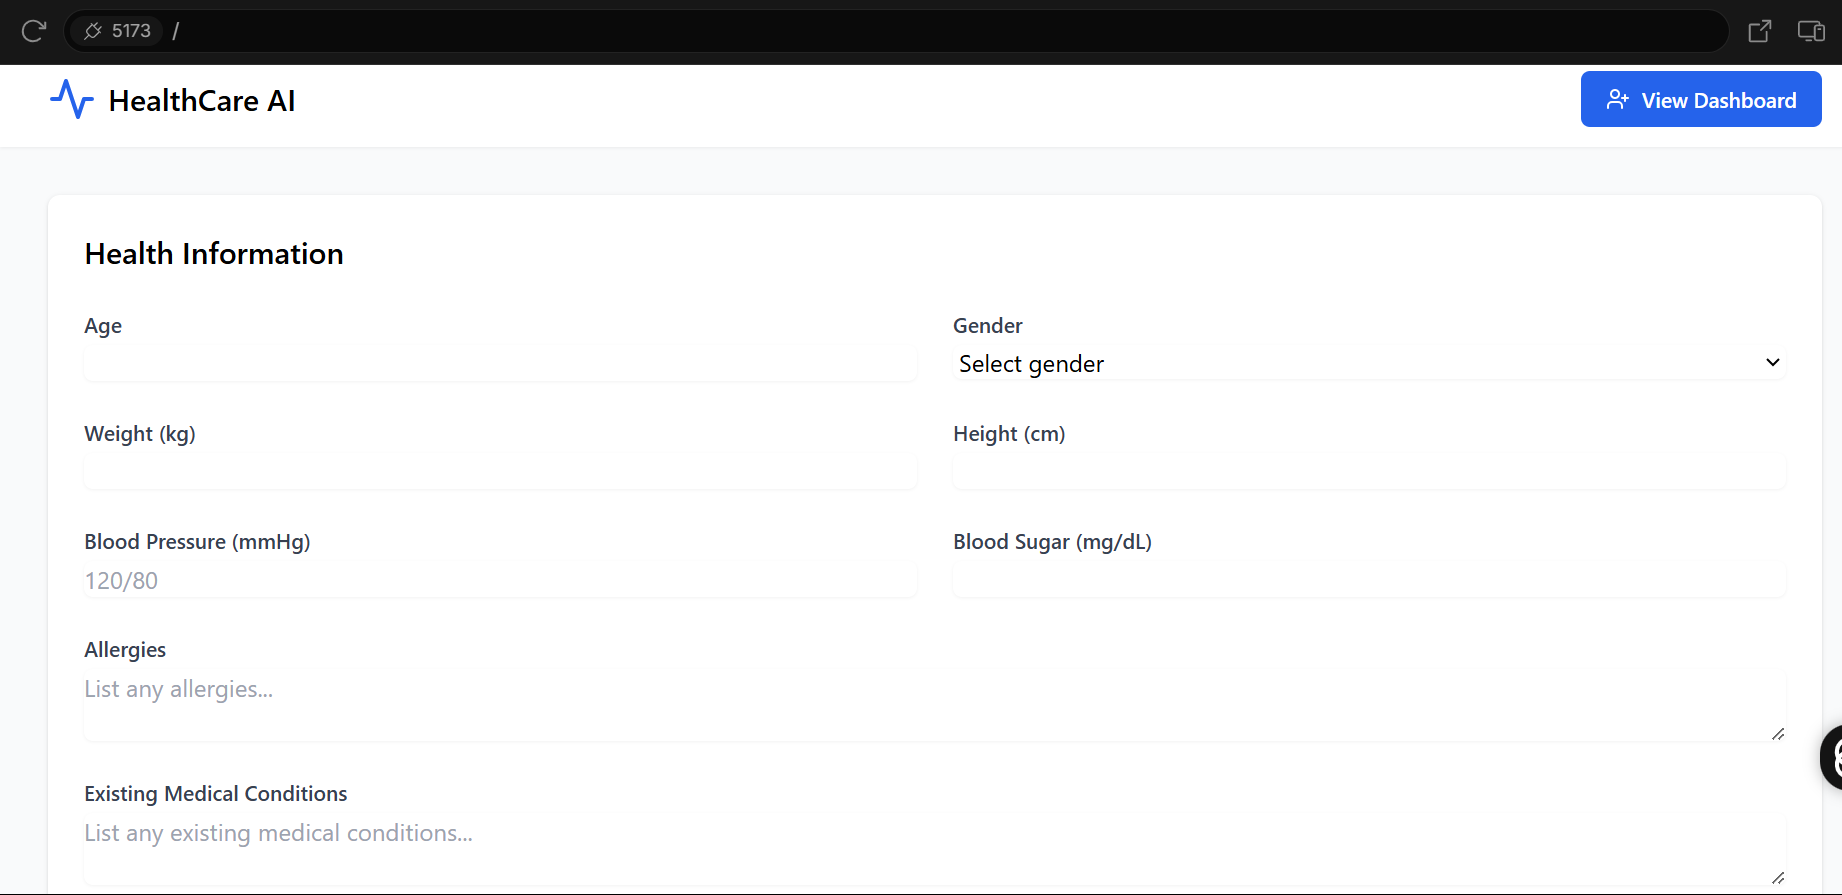 5173 /
HealthCare AI
View Dashboard
Health Information
Age
Gender
Select gender
Weight (kg)
Height (cm)
Blood Pressure (mmHg)
Blood Sugar (mg/dL)
120/80
Allergies
List any allergies...
Existing Medical Conditions
List any existing medical conditions...